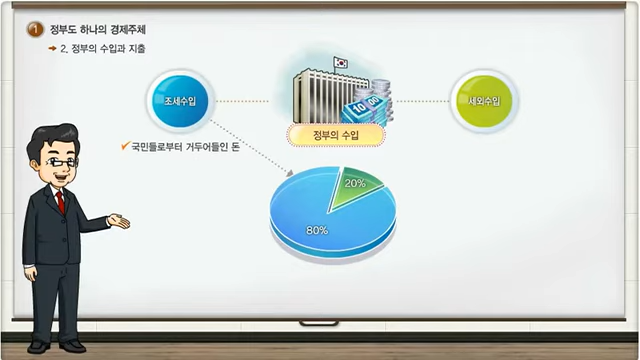 1 정부도 하나의 경제주체
➔ 2. 정부의 수입과 지출
조세수입
세외수입
정부의 수입
✓국민들로부터 거두어들인 돈
20%
80%